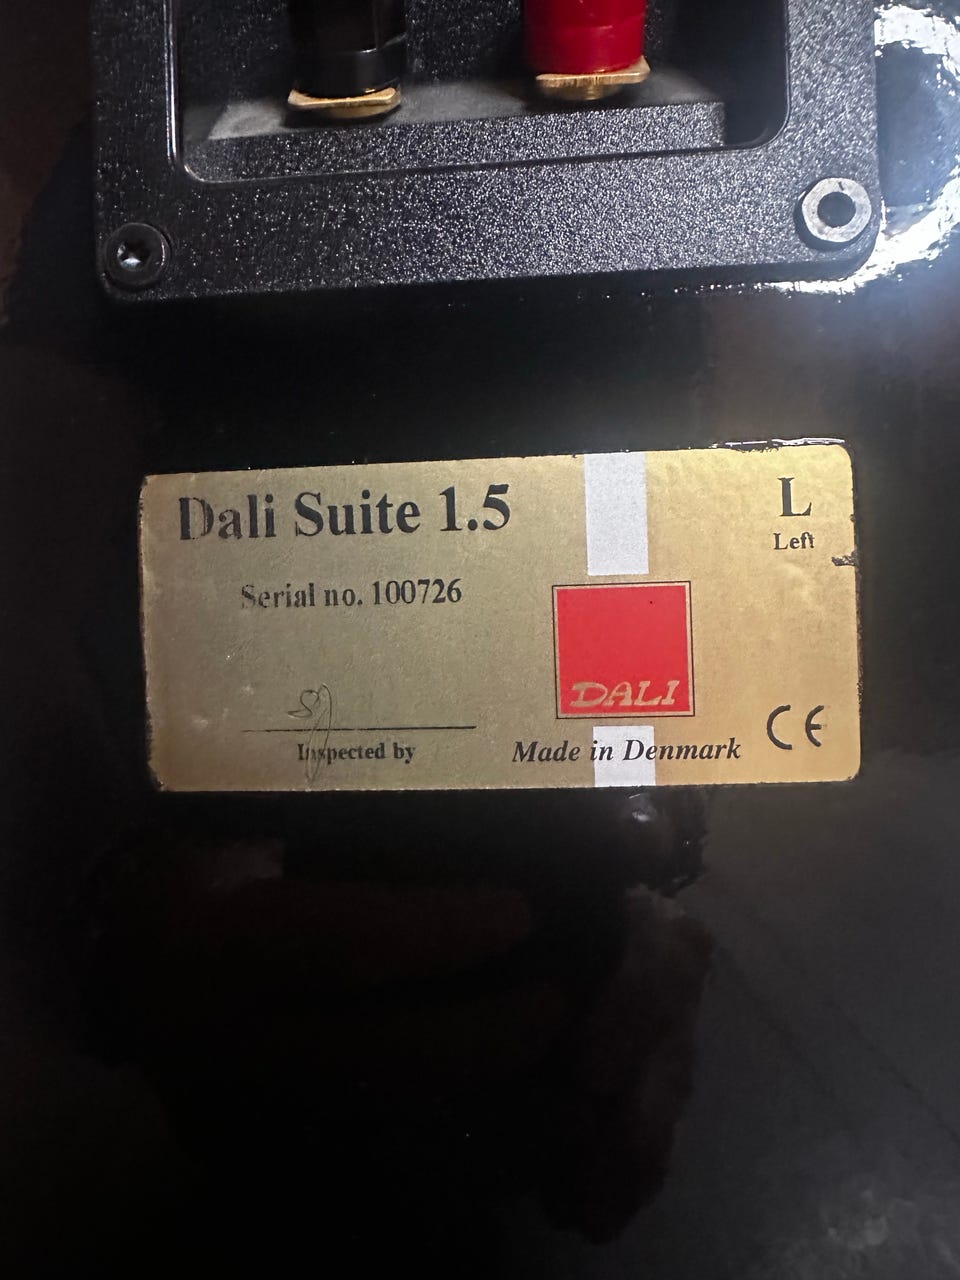 Dali Suite 1.5
L
Left
Serial no. 100726
DALI
Inspected by
Made in Denmark
CE